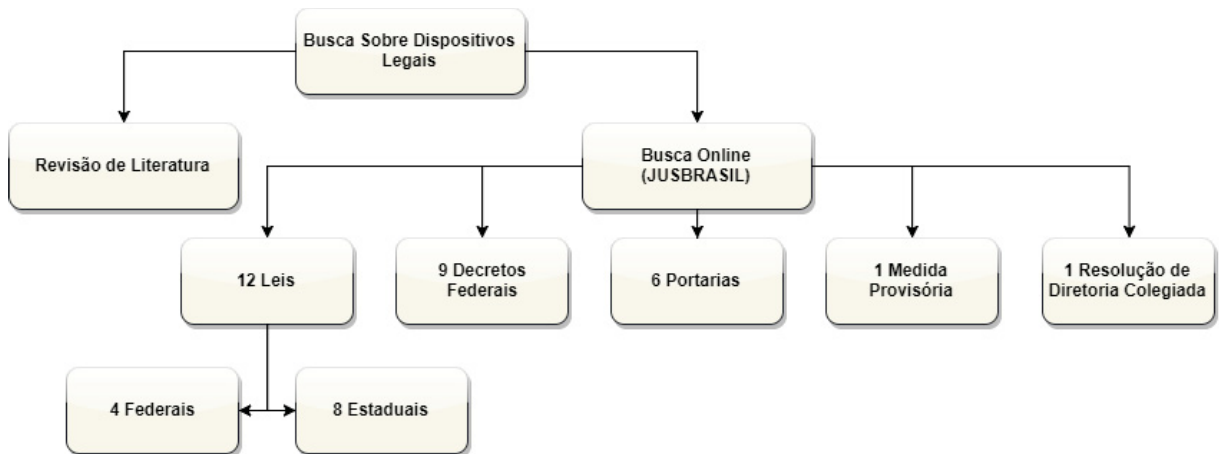 Busca Sobre Dispositivos
Legais
Revisão de Literatura
Busca Online
(JUSBRASIL)
12 Leis
9 Decretos
Federais
6 Portarias
1 Medida
Provisória
1 Resolução de
Diretoria Colegiada
4 Federais
8 Estaduais